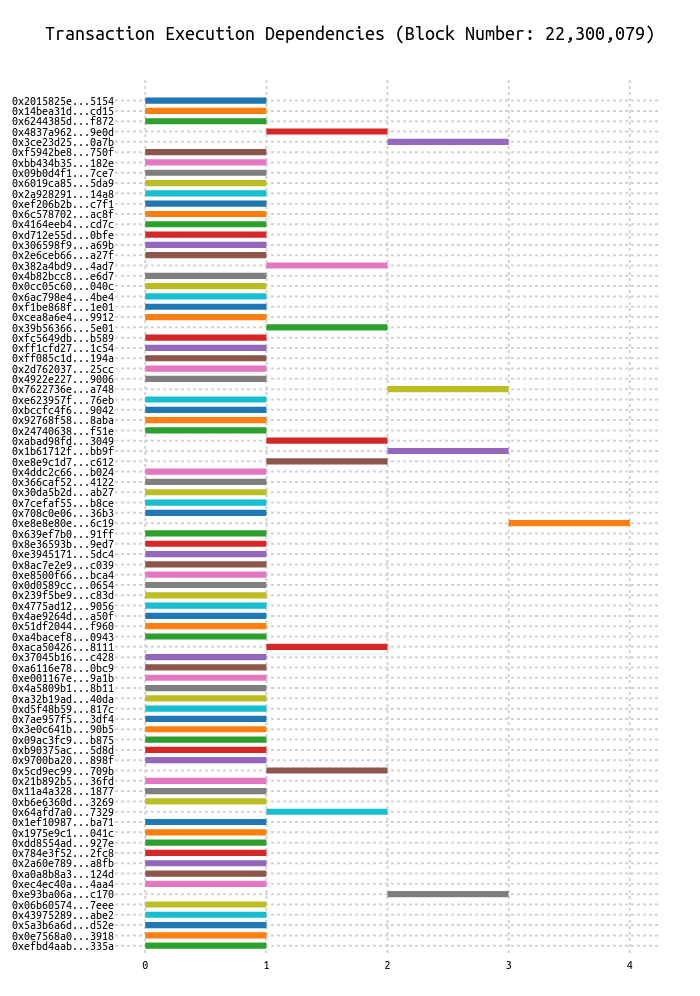 Transaction Execution Dependencies (Block Number: 22,300,079)
0x2015825e...5154
0x14bea31d...cd15
0x6244385d...f872
0x4837a962...9e0d
0x3ce23d25...0a7b
0xf5942be8...750f
0xbb434b35...182e
0x09b0d4f1...7ce7
0x6019ca85...5da9
0x2a928291...14a8
0xef206b2b...c7f1
0x6c578702...ac8f
0x4164eeb4...cd7c
0xd712e55d...0bfe
0x306598f9...a69b
0x2e6ceb66...a27f
0x382a4bd9...4ad7
0x4b82bcc8...e6d7
0x0cc05c60...040c
0x6ac798e4...4be4
0xf1be868f...1e01
0xcea8a6e4...9912
0x39b56366...5e01
0xfc5649db...b589
0xff1cfd27...1c54
0xff085c1d...194a
0x2d762037...25cc
0x4922e227...9006
0x7622736e...a748
0xe623957f...76eb
0xbccfc4f6...9042
0x92768f58...8aba
0x24740638...f51e
0xabad98fd...3049
0x1b61712f...bb9f
0xe8e9c1d7...c612
0x4ddc2c66...b024
0x366caf52...4122
0x30da5b2d...ab27
0x7cefaf55...b8ce
0x708c0e06...36b3
0xe8e8e80e...6c19
0x639ef7b0...91ff
0x8e36593b...9ed7
0xe3945171...5dc4
0x8ac7e2e9...c039
0xe8500f66...bca4
0x0d0589cc...0654
0x239f5be9...c83d
0x4775ad12...9056
0x4ae9264d...a50f
0x51df2044...f960
0xa4bacef8...0943
0xaca50426...8111
0x37045b16...c428
0xa6116e78...0bc9
0xe001167e...9a1b
0x4a5809b1...8b11
0xa32b19ad...40da
0xd5f48b59...817c
0x7ae957f5...3df4
0x3e0c641b...90b5
0x09ac3fc9...b875
0xb90375ac...5d8d
0x9700ba20...898f
0x5cd9ec99...709b
0x21b892b5...36fd
0x11a4a328...1877
0xb6e6360d...3269
0x64afd7a0...7329
0x1ef10987...ba71
0x1975e9c1...041c
0xdd8554ad...927e
0x784e3f52...2fc8
0x2a60e789...a8fb
0xa0a8b8a3...124d
0xec4ec40a...4aa4
0xe93ba06a...c170
0x06b60574...7eee
0x43975289...abe2
0x5a3b6a6d...d52e
0x0e7568a0...3918
0xefbd4aab...335a
0 1 2 3 4